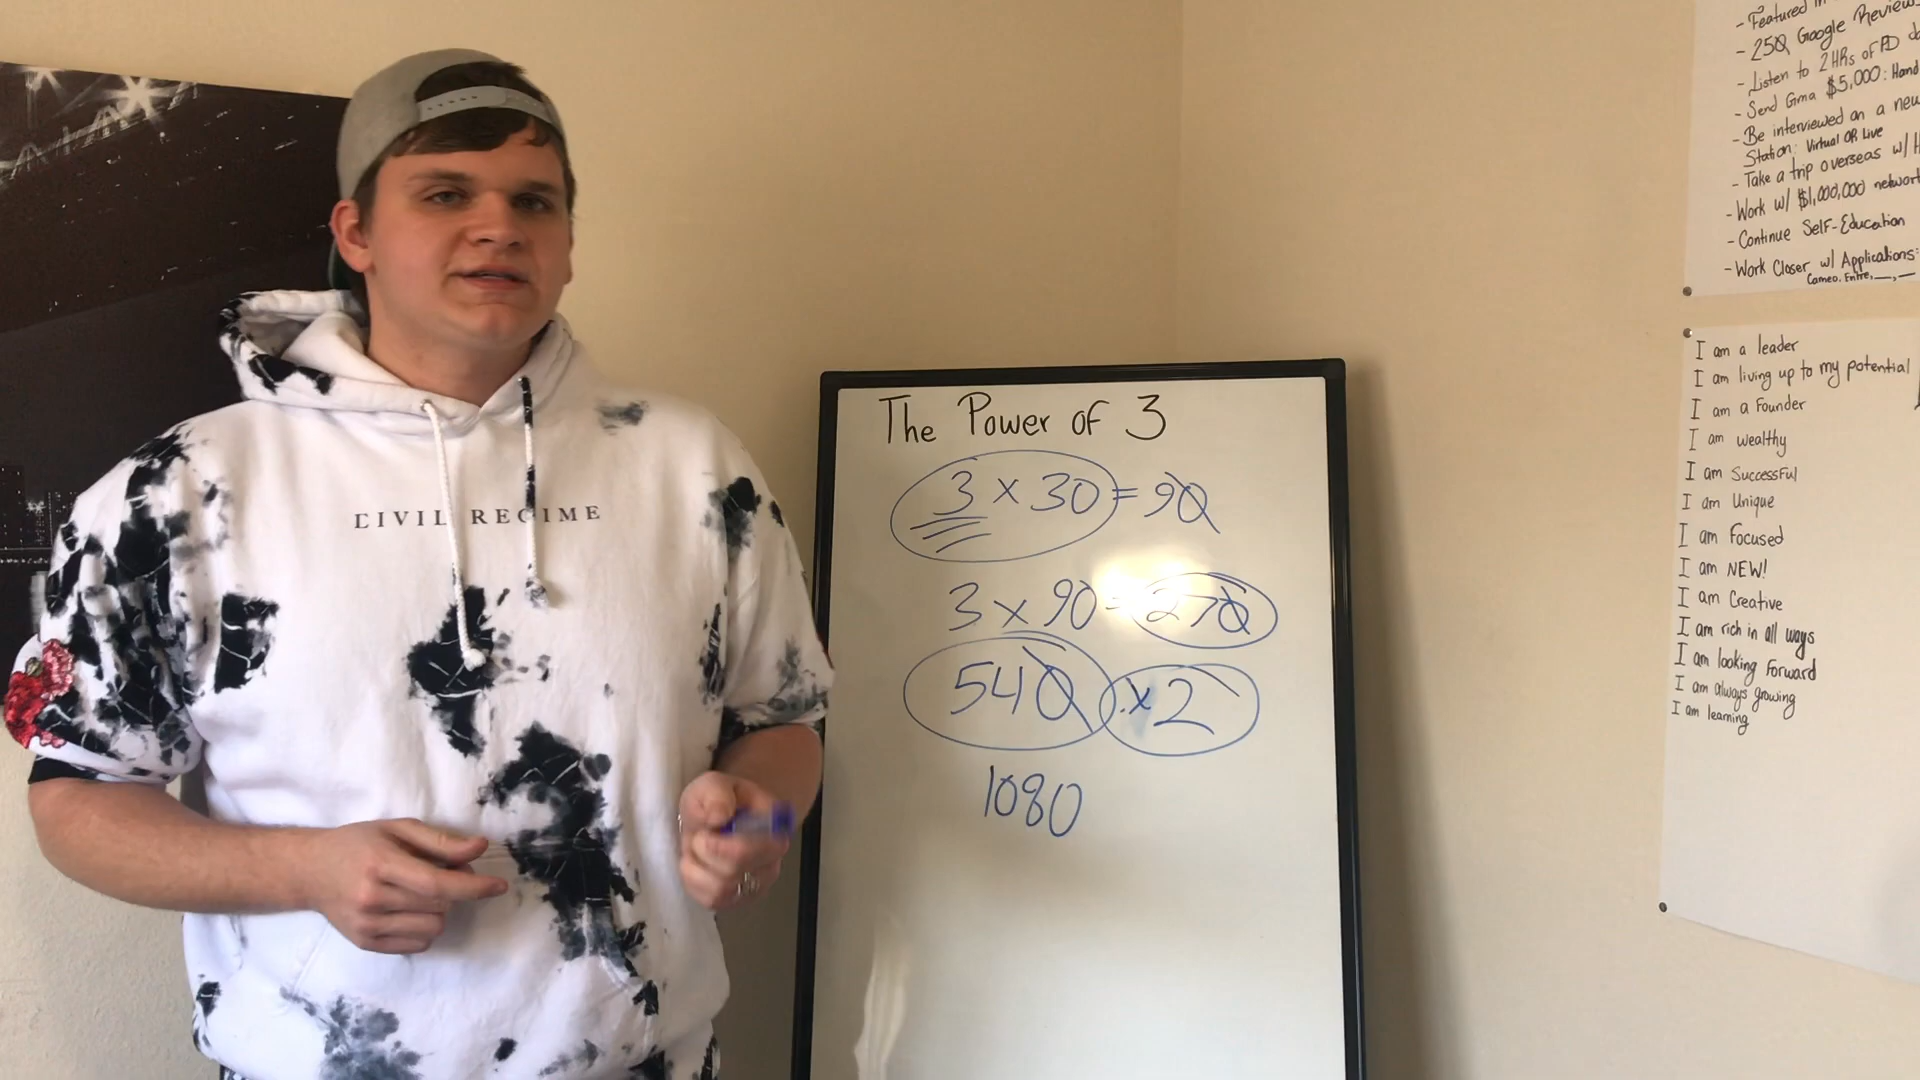 CIVIL REGIME
The Power of 3
3 x 30 = 90
3 x 90 = 270
540 x 2
1080
- Featured in
- 250 Google Reviews
- Listen to 2 HRs of PD
- Send Gma $5,000: Hand
- Be interviewed on a new
Station: Virtual OR Live
- Take a trip overseas w/
- Work w/ $1,000,000 networ
- Continue Self-Education
- Work Closer w/ Applications:
Cameo, Entre, __, __
I am a leader
I am living up to my potential
I am a Founder
I am wealthy
I am Successful
I am Unique
I am Focused
I am NEW!
I am Creative
I am rich in all ways
I am looking Forward
I am always growing
I am learning